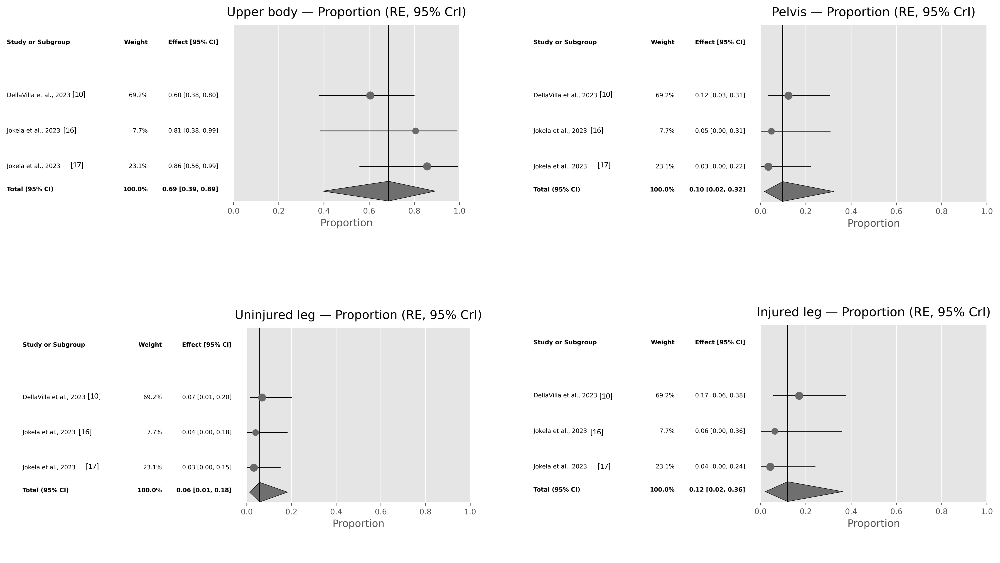 Upper body — Proportion (RE, 95% CrI)
Study or Subgroup Weight Effect [95% CI]
DellaVilla et al., 2023 [10] 69.2% 0.60 [0.38, 0.80]
Jokela et al., 2023 [16] 7.7% 0.81 [0.38, 0.99]
Jokela et al., 2023 [17] 23.1% 0.86 [0.56, 0.99]
Total (95% CI) 100.0% 0.69 [0.39, 0.89]
0.0 0.2 0.4 0.6 0.8 1.0
Proportion
Pelvis — Proportion (RE, 95% CrI)
Study or Subgroup Weight Effect [95% CI]
DellaVilla et al., 2023 [10] 69.2% 0.12 [0.03, 0.31]
Jokela et al., 2023 [16] 7.7% 0.05 [0.00, 0.31]
Jokela et al., 2023 [17] 23.1% 0.03 [0.00, 0.22]
Total (95% CI) 100.0% 0.10 [0.02, 0.32]
0.0 0.2 0.4 0.6 0.8 1.0
Proportion
Uninjured leg — Proportion (RE, 95% CrI)
Study or Subgroup Weight Effect [95% CI]
DellaVilla et al., 2023 [10] 69.2% 0.07 [0.01, 0.20]
Jokela et al., 2023 [16] 7.7% 0.04 [0.00, 0.18]
Jokela et al., 2023 [17] 23.1% 0.03 [0.00, 0.15]
Total (95% CI) 100.0% 0.06 [0.01, 0.18]
0.0 0.2 0.4 0.6 0.8 1.0
Proportion
Injured leg — Proportion (RE, 95% CrI)
Study or Subgroup Weight Effect [95% CI]
DellaVilla et al., 2023 [10] 69.2% 0.17 [0.06, 0.38]
Jokela et al., 2023 [16] 7.7% 0.06 [0.00, 0.36]
Jokela et al., 2023 [17] 23.1% 0.04 [0.00, 0.24]
Total (95% CI) 100.0% 0.12 [0.02, 0.36]
0.0 0.2 0.4 0.6 0.8 1.0
Proportion